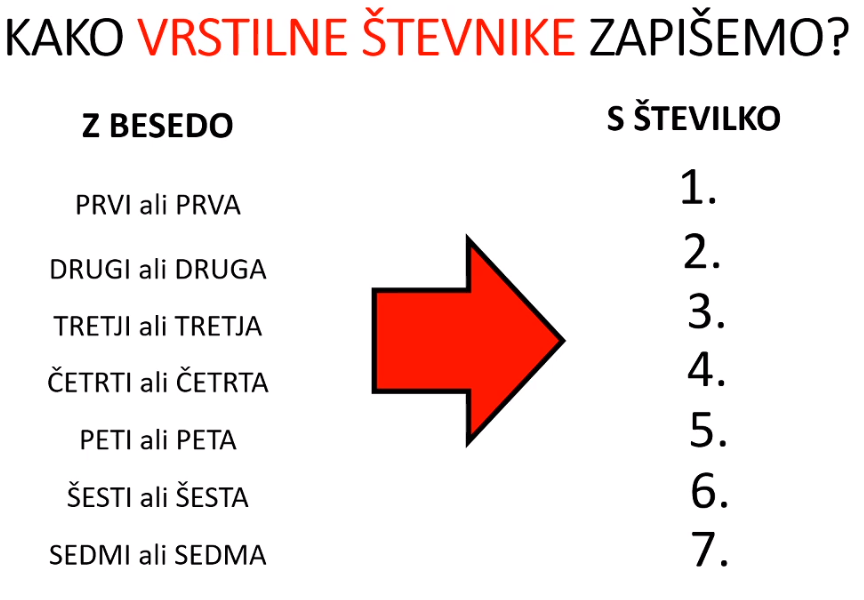 KAKO VRSTILNE ŠTEVNIKE ZAPIŠEMO?
Z BESEDO
PRVI ali PRVA
DRUGI ali DRUGA
TRETJI ali TRETJA
ČETRTI ali ČETRTA
PETI ali PETA
ŠESTI ali ŠESTA
SEDMI ali SEDMA
S ŠTEVILKO
1.
2.
3.
4.
5.
6.
7.